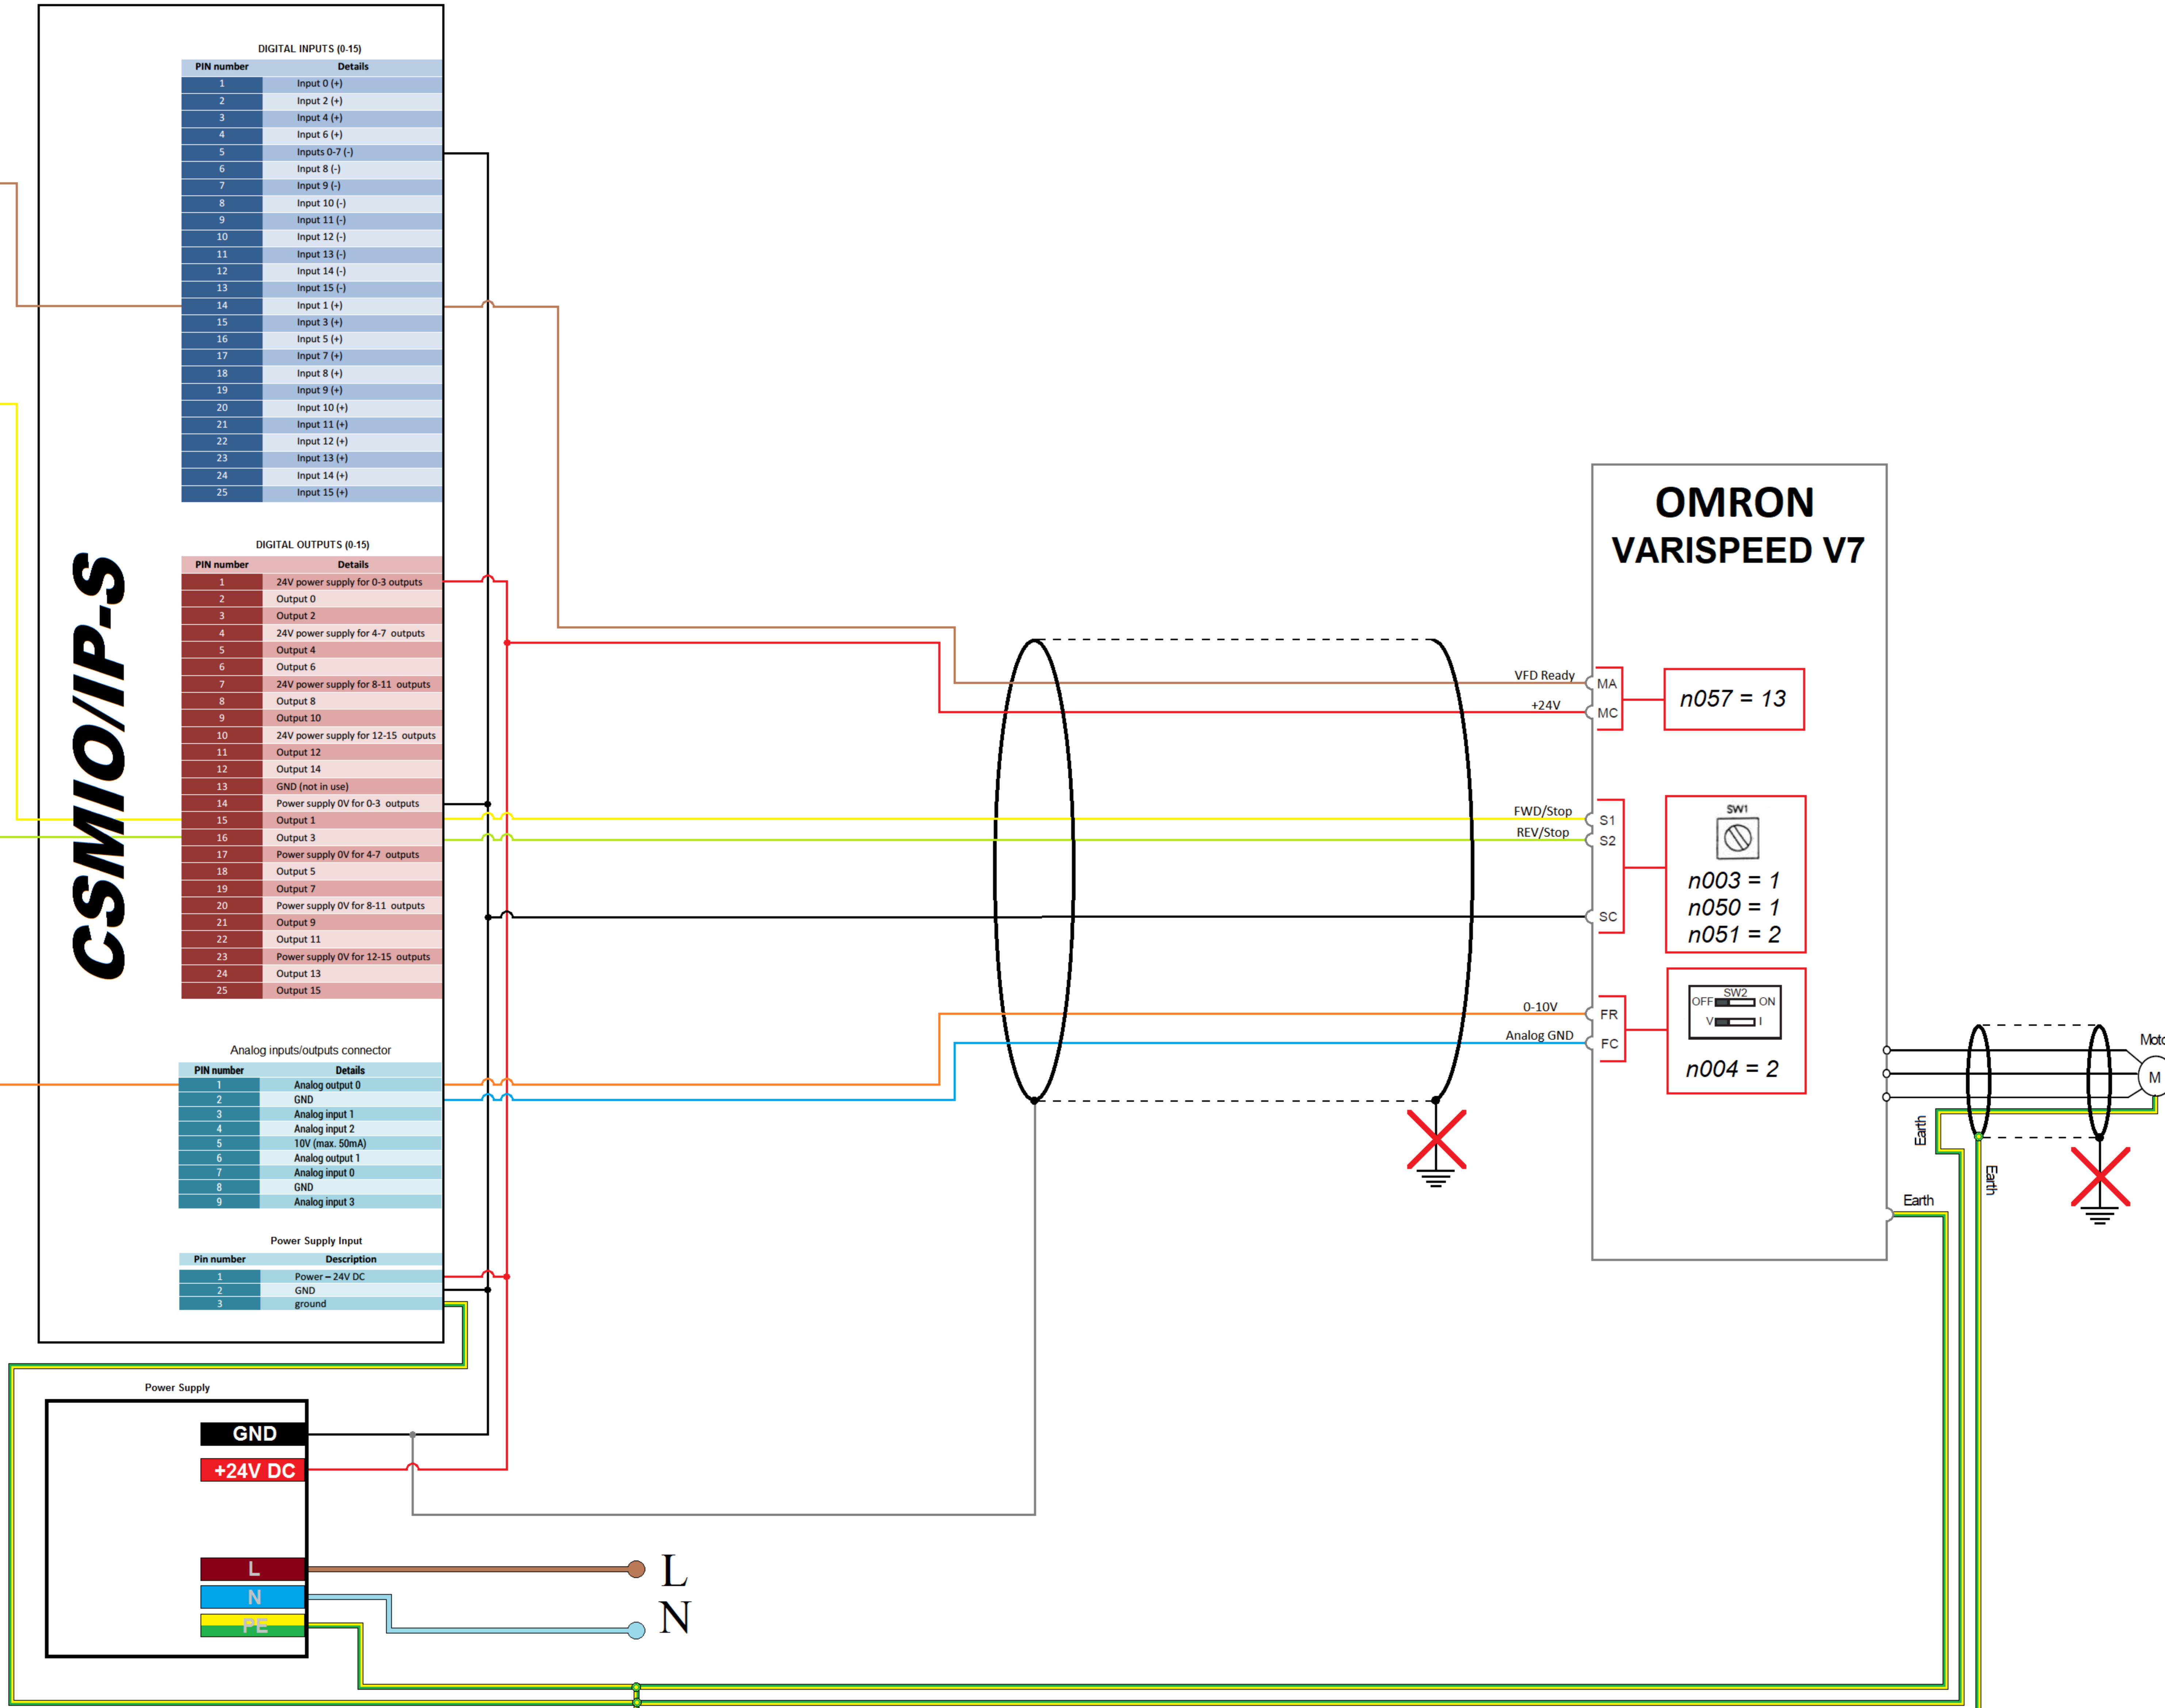 CSMIO/IP-S
DIGITAL INPUTS (0-15)
PIN number Details
1 Input 0 (+)
2 Input 2 (+)
3 Input 4 (+)
4 Input 6 (+)
5 Inputs 0-7 (-)
6 Input 8 (-)
7 Input 9 (-)
8 Input 10 (-)
9 Input 11 (-)
10 Input 12 (-)
11 Input 13 (-)
12 Input 14 (-)
13 Input 15 (-)
14 Input 1 (+)
15 Input 3 (+)
16 Input 5 (+)
17 Input 7 (+)
18 Input 8 (+)
19 Input 9 (+)
20 Input 10 (+)
21 Input 11 (+)
22 Input 12 (+)
23 Input 13 (+)
24 Input 14 (+)
25 Input 15 (+)
DIGITAL OUTPUTS (0-15)
PIN number Details
1 24V power supply for 0-3 outputs
2 Output 0
3 Output 2
4 24V power supply for 4-7 outputs
5 Output 4
6 Output 6
7 24V power supply for 8-11 outputs
8 Output 8
9 Output 10
10 24V power supply for 12-15 outputs
11 Output 12
12 Output 14
13 GND (not in use)
14 Power supply 0V for 0-3 outputs
15 Output 1
16 Output 3
17 Power supply 0V for 4-7 outputs
18 Output 5
19 Output 7
20 Power supply 0V for 8-11 outputs
21 Output 9
22 Output 11
23 Power supply 0V for 12-15 outputs
24 Output 13
25 Output 15
Analog inputs/outputs connector
PIN number Details
1 Analog output 0
2 GND
3 Analog input 1
4 Analog input 2
5 10V (max. 50mA)
6 Analog output 1
7 Analog input 0
8 GND
9 Analog input 3
Power Supply Input
Pin number Description
1 Power – 24V DC
2 GND
3 ground
Power Supply
GND
+24V DC
L
N
PE
L
N
OMRON
VARISPEED V7
VFD Ready MA
+24V MC
n057 = 13
FWD/Stop S1
REV/Stop S2
SC
SW1
n003 = 1
n050 = 1
n051 = 2
0-10V FR
Analog GND FC
SW2
OFF ON
V I
n004 = 2
Moto
M
Earth
Earth
Earth